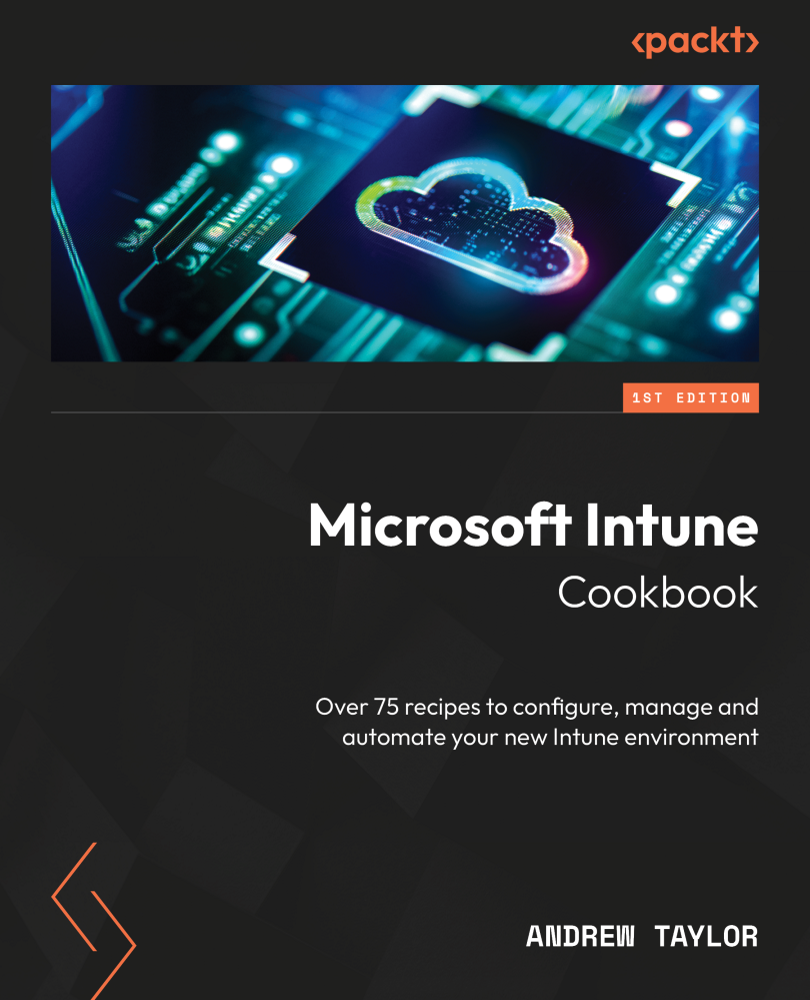 <packt>
1ST EDITION
Microsoft Intune
Cookbook
Over 75 recipes to configure, manage and
automate your new Intune environment
ANDREW TAYLOR